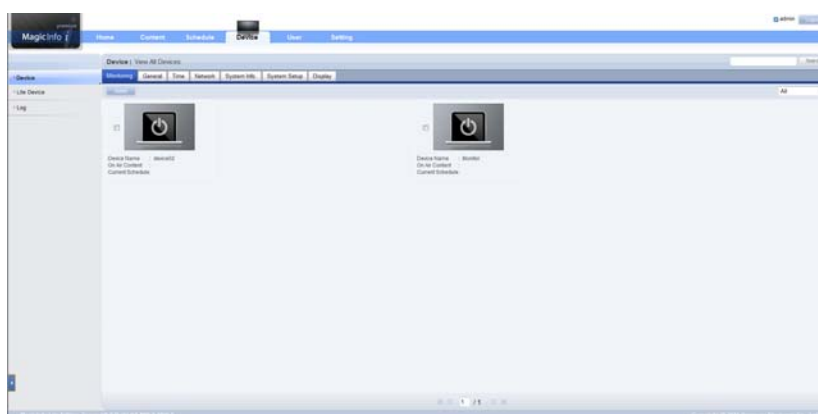 MagicInfo i
premium
admin
Home Content Schedule Device User Setting
Device | View All Devices
Device
Lite Device
Log
Monitoring General Time Network System Info. System Setup Display
All
Device Name : device02
On Air Content :
Current Schedule
Device Name : Monitor
On Air Content :
Current Schedule
1 / 1